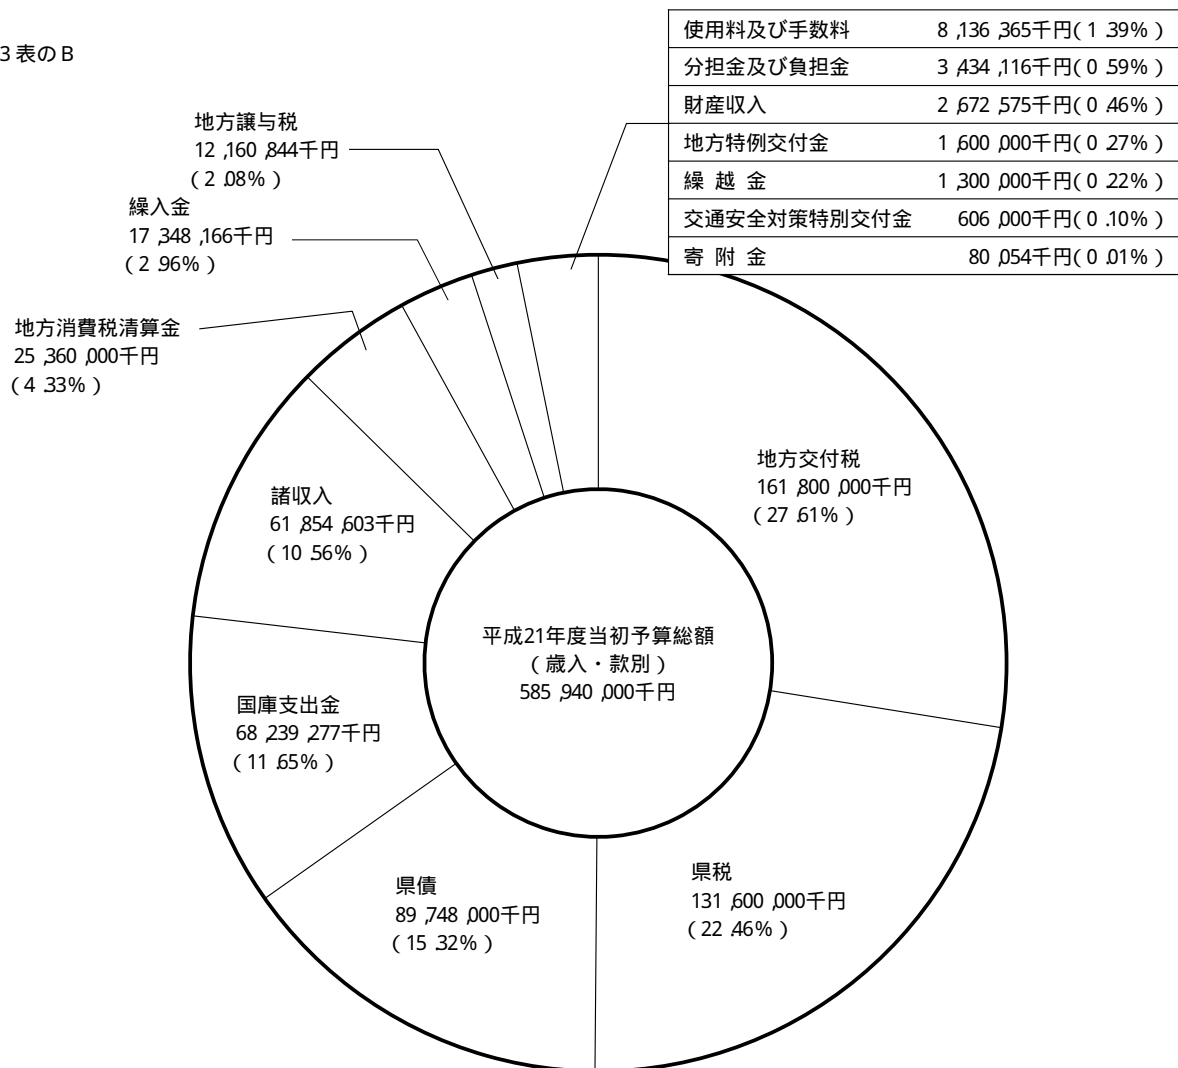 3表のB
使用料及び手数料 8,136,365千円(1.39%)
分担金及び負担金 3,434,116千円(0.59%)
財産収入 2,672,575千円(0.46%)
地方特例交付金 1,600,000千円(0.27%)
繰越金 1,300,000千円(0.22%)
交通安全対策特別交付金 606,000千円(0.10%)
寄附金 80,054千円(0.01%)
地方譲与税
12,160,844千円
(2.08%)
繰入金
17,348,166千円
(2.96%)
地方消費税清算金
25,360,000千円
(4.33%)
地方交付税
161,800,000千円
(27.61%)
諸収入
61,854,603千円
(10.56%)
平成21年度当初予算総額
(歳入・款別)
585,940,000千円
国庫支出金
68,239,277千円
(11.65%)
県税
131,600,000千円
(22.46%)
県債
89,748,000千円
(15.32%)